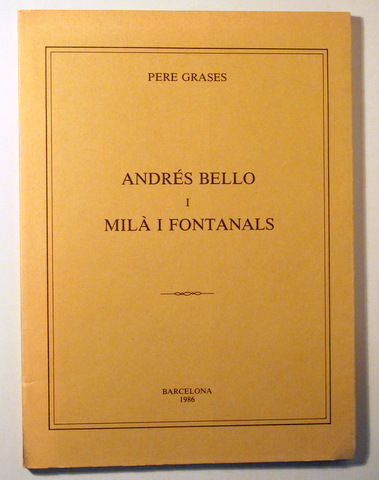 PERE GRASES
ANDRÉS BELLO
I
MILÀ I FONTANALS
BARCELONA
1986